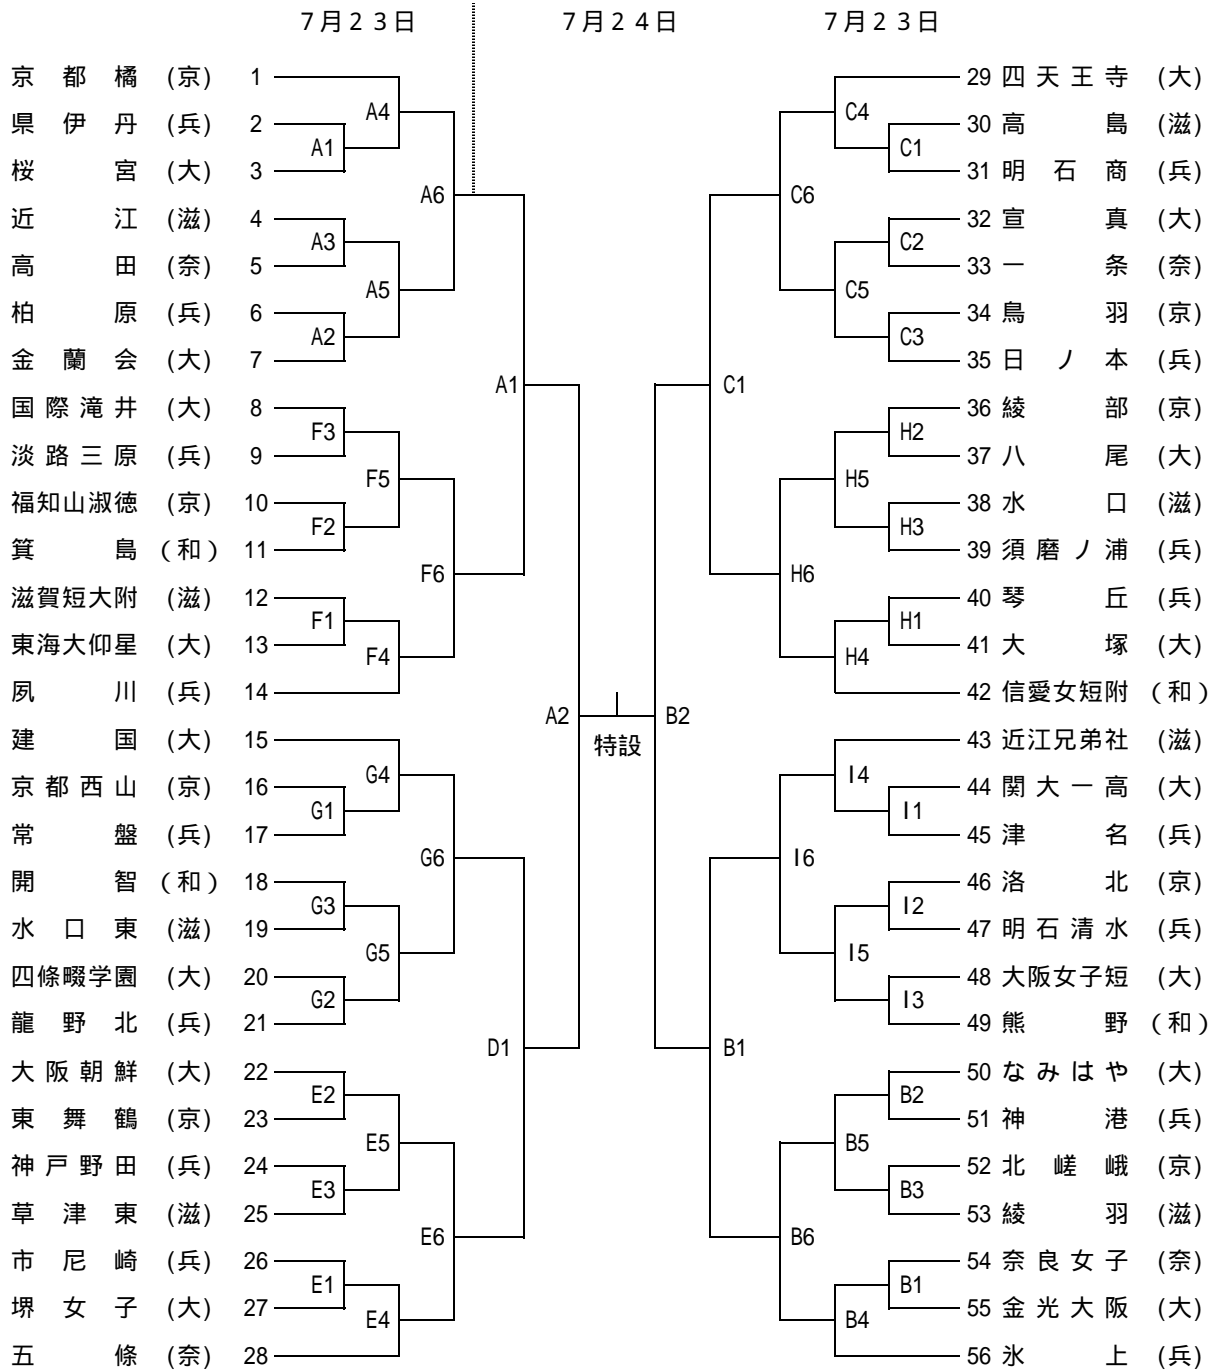 7月23日 7月24日 7月23日
京都橘 (京) 1 29 四天王寺 (大)
A4 C4
県伊丹 (兵) 2 30 高島 (滋)
A1 C1
桜宮 (大) 3 31 明石商 (兵)
A6 C6
近江 (滋) 4 32 宣真 (大)
A3 C2
高田 (奈) 5 33 一条 (奈)
A5 C5
柏原 (兵) 6 34 鳥羽 (京)
A2 C3
金蘭会 (大) 7 35 日ノ本 (兵)
A1 C1
国際滝井 (大) 8 36 綾部 (京)
F3 H2
淡路三原 (兵) 9 37 八尾 (大)
F5 H5
福知山淑徳 (京) 10 38 水口 (滋)
F2 H3
箕島 (和) 11 39 須磨ノ浦 (兵)
F6 H6
滋賀短大附 (滋) 12 40 琴丘 (兵)
F1 H1
東海大仰星 (大) 13 41 大塚 (大)
F4 H4
夙川 (兵) 14 42 信愛女短附 (和)
A2 B2
特設
建国 (大) 15 43 近江兄弟社 (滋)
G4 I4
京都西山 (京) 16 44 関大一高 (大)
G1 I1
常盤 (兵) 17 45 津名 (兵)
G6 I6
開智 (和) 18 46 洛北 (京)
G3 I2
水口東 (滋) 19 47 明石清水 (兵)
G5 I5
四條畷学園 (大) 20 48 大阪女子短 (大)
G2 I3
龍野北 (兵) 21 49 熊野 (和)
D1 B1
大阪朝鮮 (大) 22 50 なみはや (大)
E2 B2
東舞鶴 (京) 23 51 神港 (兵)
E5 B5
神戸野田 (兵) 24 52 北嵯峨 (京)
E3 B3
草津東 (滋) 25 53 綾羽 (滋)
E6 B6
市尼崎 (兵) 26 54 奈良女子 (奈)
E1 B1
堺女子 (大) 27 55 金光大阪 (大)
E4 B4
五條 (奈) 28 56 氷上 (兵)